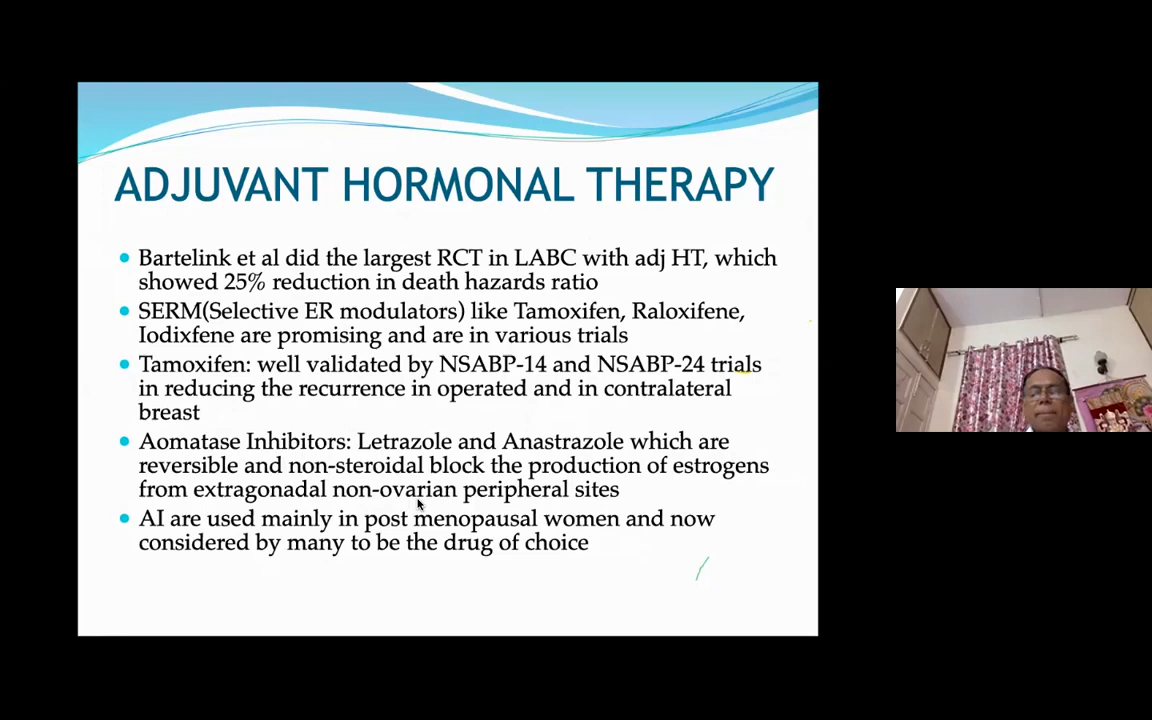 ADJUVANT HORMONAL THERAPY
Bartelink et al did the largest RCT in LABC with adj HT, which
showed 25% reduction in death hazards ratio
SERM(Selective ER modulators) like Tamoxifen, Raloxifene,
Iodixfene are promising and are in various trials
Tamoxifen: well validated by NSABP-14 and NSABP-24 trials
in reducing the recurrence in operated and in contralateral
breast
Aomatase Inhibitors: Letrazole and Anastrazole which are
reversible and non-steroidal block the production of estrogens
from extragonadal non-ovarian peripheral sites
AI are used mainly in post menopausal women and now
considered by many to be the drug of choice